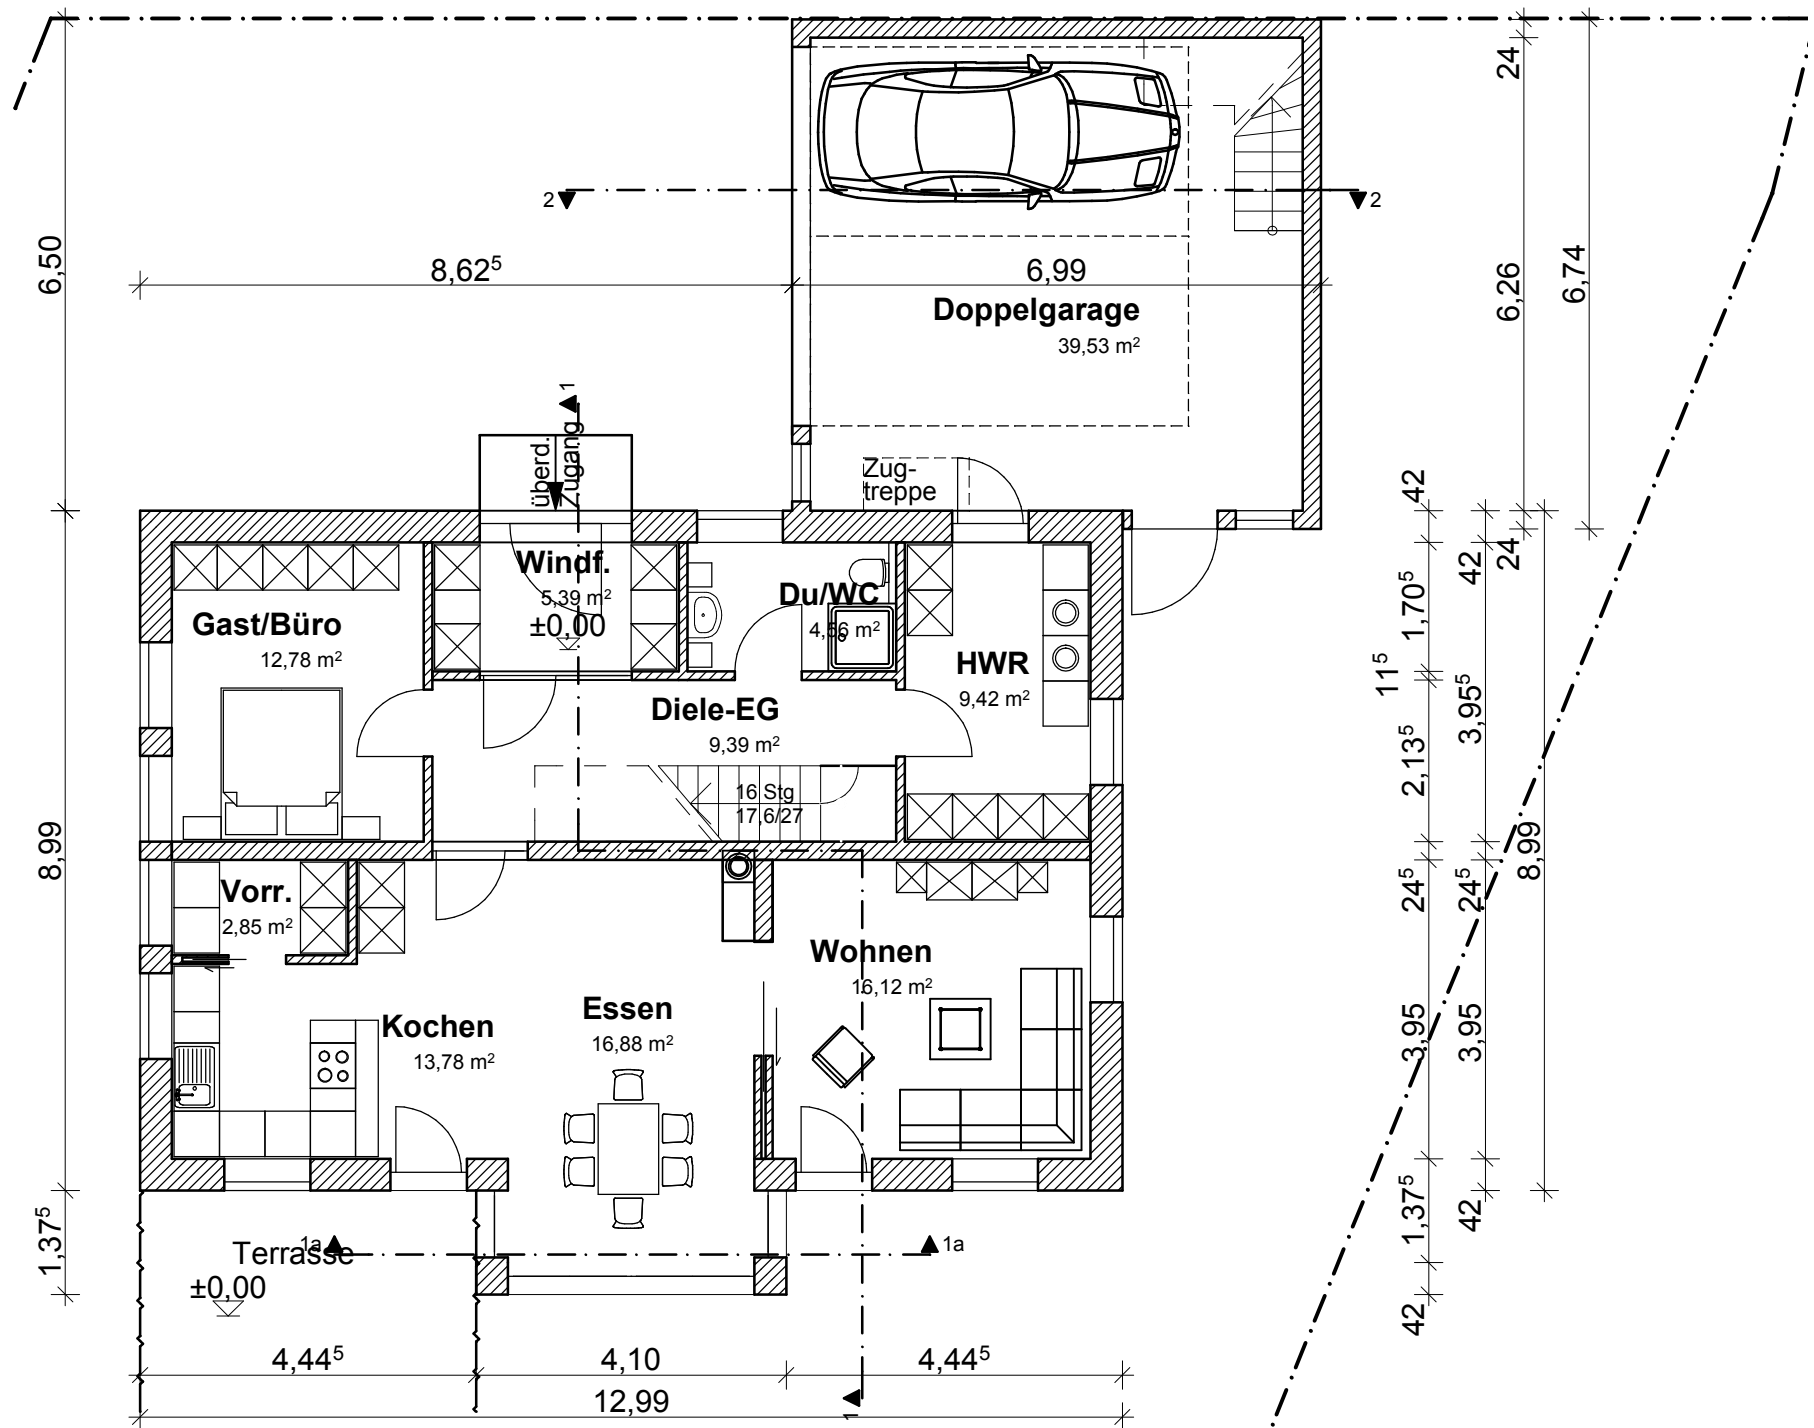 24
6,50
2
2
8,62⁵
6,99
6,26
6,74
Doppelgarage
39,53 m²
1
überd.
Zugang
Zug-
treppe
42
24
42
Windf.
5,39 m²
±0,00
Du/WC
4,56 m²
Gast/Büro
12,78 m²
HWR
9,42 m²
1,70⁵
11⁵
3,95⁵
Diele-EG
9,39 m²
2,13⁵
16 Stg
17,6/27
8,99
8,99
Vorr.
2,85 m²
24⁵
24⁵
Wohnen
16,12 m²
Essen
16,88 m²
Kochen
13,78 m²
3,95
3,95
1,37⁵
1,37⁵
42
Terrasse
±0,00
1a
1a
42
4,44⁵
4,10
4,44⁵
12,99
1